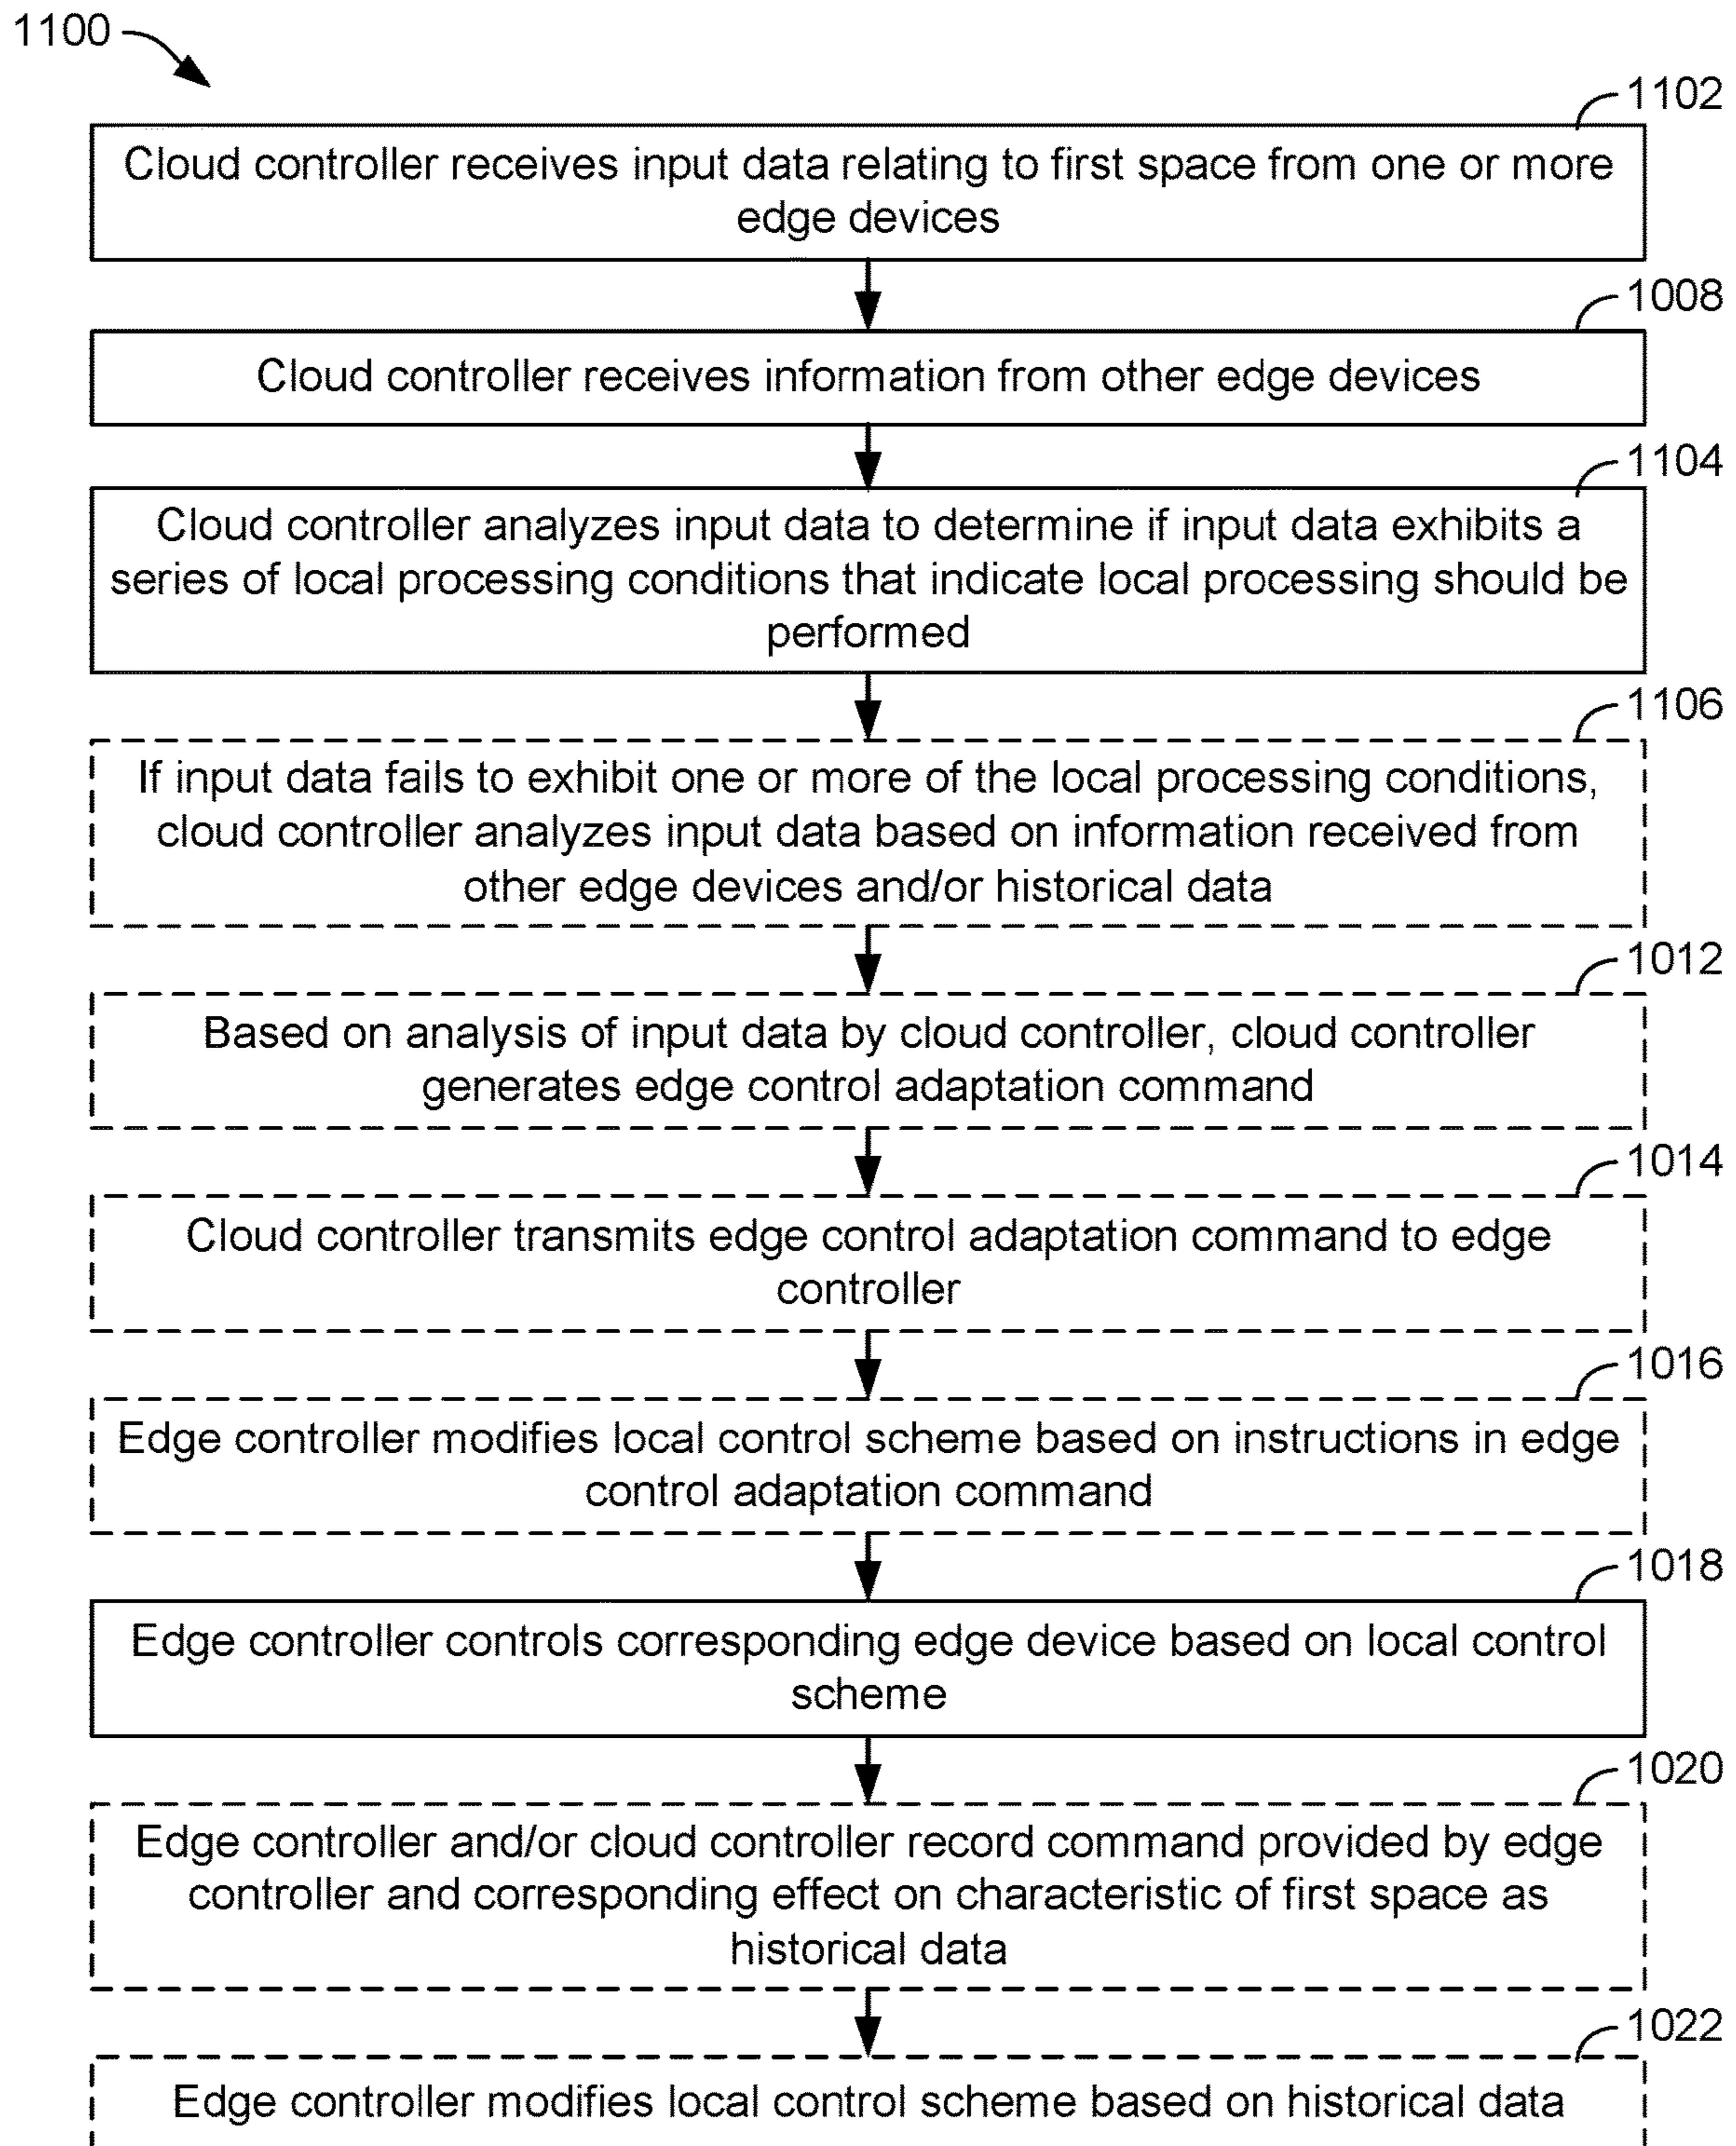 1100
1102
Cloud controller receives input data relating to first space from one or more
edge devices
1008
Cloud controller receives information from other edge devices
1104
Cloud controller analyzes input data to determine if input data exhibits a
series of local processing conditions that indicate local processing should be
performed
1106
If input data fails to exhibit one or more of the local processing conditions,
cloud controller analyzes input data based on information received from
other edge devices and/or historical data
1012
Based on analysis of input data by cloud controller, cloud controller
generates edge control adaptation command
1014
Cloud controller transmits edge control adaptation command to edge
controller
1016
Edge controller modifies local control scheme based on instructions in edge
control adaptation command
1018
Edge controller controls corresponding edge device based on local control
scheme
1020
Edge controller and/or cloud controller record command provided by edge
controller and corresponding effect on characteristic of first space as
historical data
1022
Edge controller modifies local control scheme based on historical data